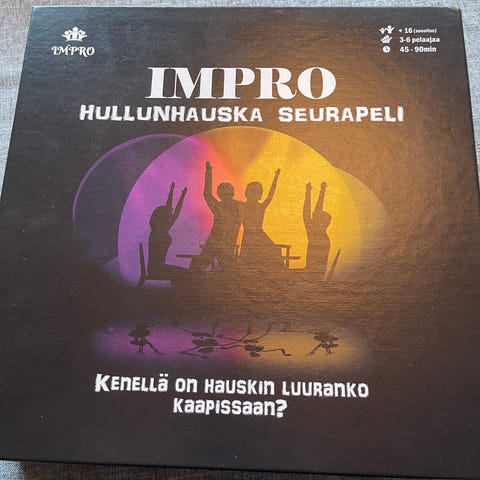 IMPRO
+ 16 (suositus)
3-6 pelaajaa
45 - 90min
IMPRO
HULLUNHAUSKA SEURAPELI
KENELLÄ ON HAUSKIN LUURANKO
KAAPISSAAN?